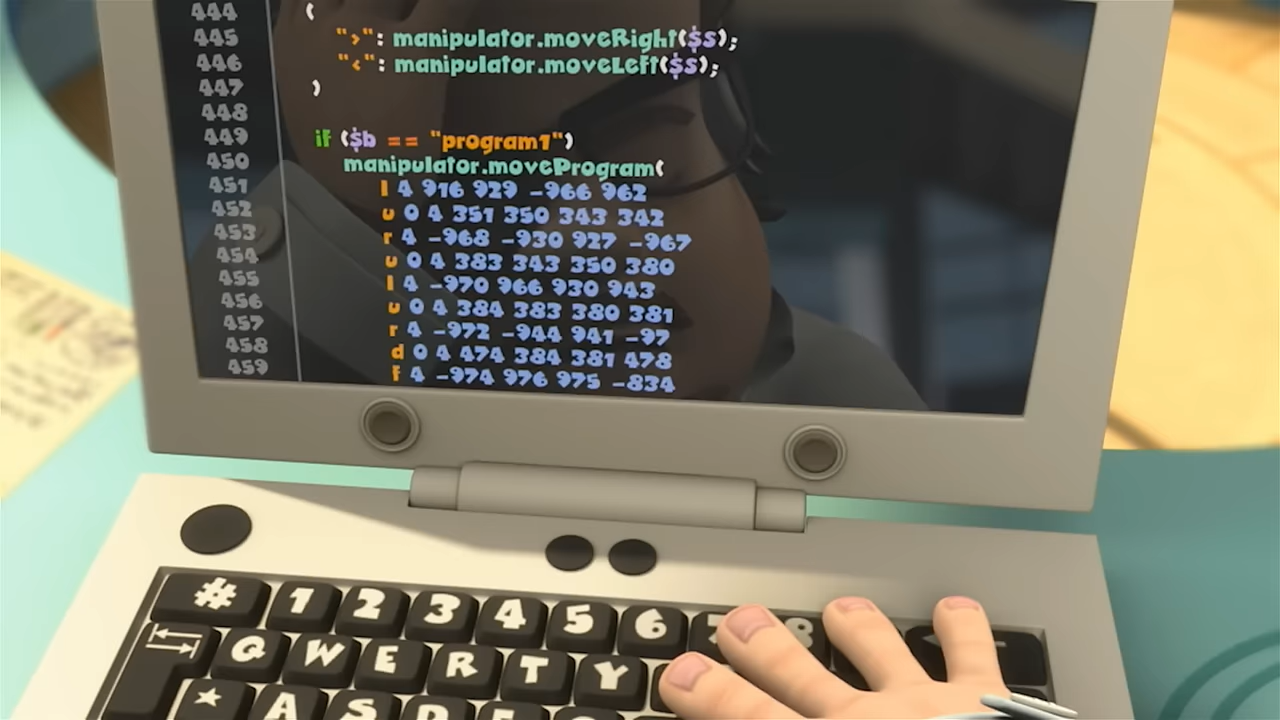 444 (
445 ">": manipulator.moveRight($s);
446 "<": manipulator.moveLeft($s);
447 )
448
449 if ($b == "program1")
450 manipulator.moveProgram(
451 l 4 916 929 -966 962
452 u 0 4 351 350 343 342
453 r 4 -968 -930 927 -967
454 u 0 4 383 343 350 380
455 l 4 -970 966 930 943
456 u 0 4 384 383 380 381
457 r 4 -972 -944 941 -97
458 d 0 4 474 384 381 478
459 f 4 -974 976 975 -834
# 1 2 3 4 5 6 7 8
Q W E R T Y
* A S D F G